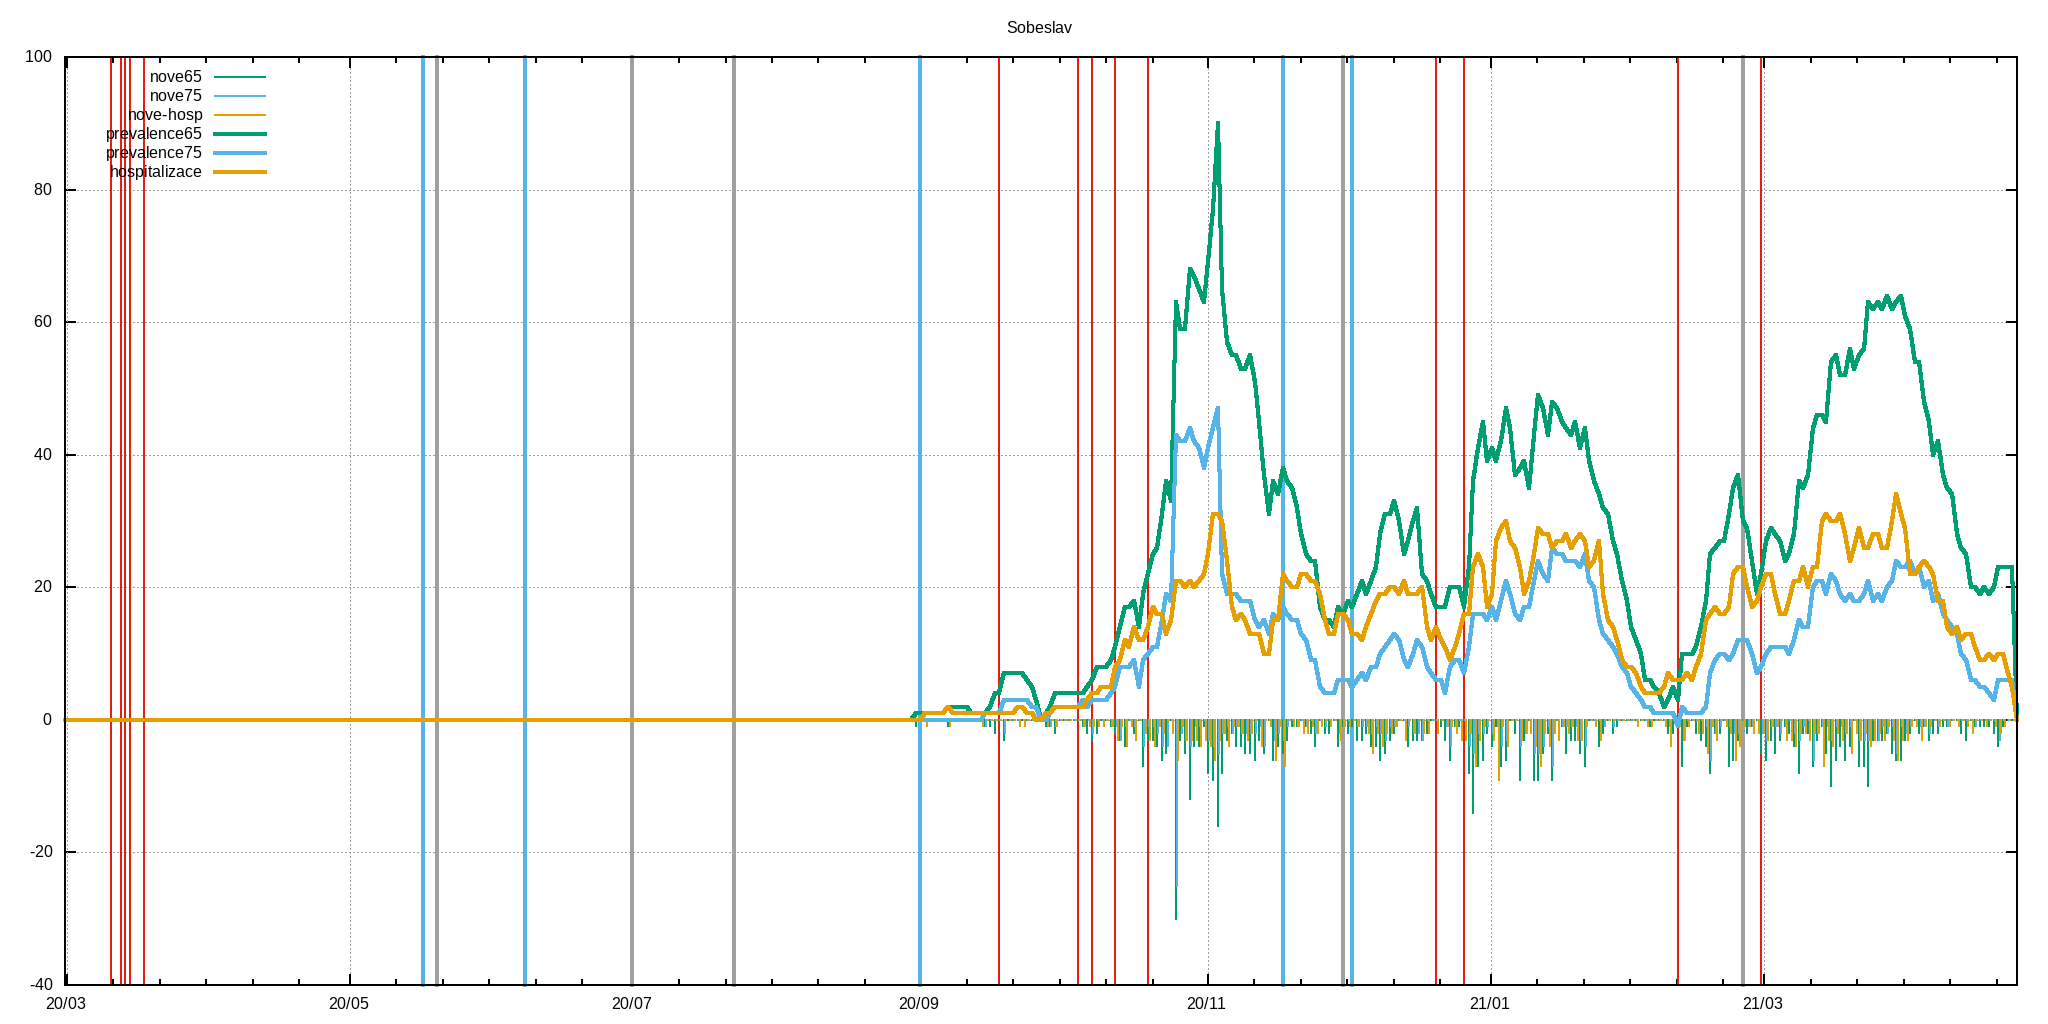 Sobeslav
100
80
60
40
20
0
-20
-40
nove65
nove75
nove-hosp
prevalence65
prevalence75
hospitalizace
20/03 20/05 20/07 20/09 20/11 21/01 21/03